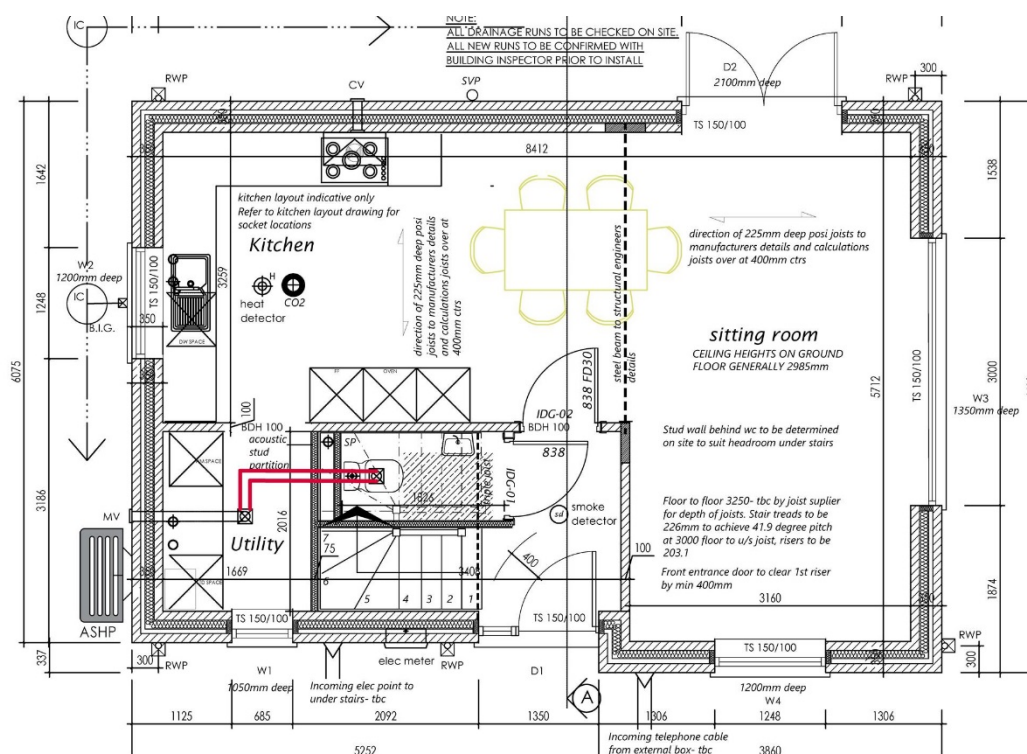 NOTE:
ALL DRAINAGE RUNS TO BE CHECKED ON SITE.
ALL NEW RUNS TO BE CONFIRMED WITH
BUILDING INSPECTOR PRIOR TO INSTALL
IC
D2
2100mm deep
RWP
CV
SVP
RWP
300
TS 150/100
8412
1642
1538
kitchen layout indicative only
Refer to kitchen layout drawing for
socket locations
Kitchen
direction of 225mm deep posi
joists to manufacturers details
and calculations joists over at
400mm ctrs
direction of 225mm deep posi joists to
manufacturers details and calculations
joists over at 400mm ctrs
W2
1200mm deep
TS 150/100
3259
H
heat
detector
CO2
IC
B.I.G.
1248
350
DW SPACE
steel beam to structural engineers
details
sitting room
CEILING HEIGHTS ON GROUND
FLOOR GENERALLY 2985mm
TS 150/100
3000
W3
1350mm deep
6075
5712
838 FD30
OVEN
100
IDG-02
BDH 100
BDH 100
acoustic
stud
partition
SP
838
IDG-01
Stud wall behind wc to be determined
on site to suit headroom under stairs
3186
1826
smoke
detector
sd
Floor to floor 3250- tbc by joist suplier
for depth of joists. Stair treads to be
226mm to achieve 41.9 degree pitch
at 3000 floor to u/s joist, risers to be
203.1
Front entrance door to clear 1st riser
by min 400mm
MV
Utility
2016
7
75
6
400
100
1669
3408
5
4
3
2
1
3160
1874
ASHP
TS 150/100
TS 150/100
TS 150/100
337
300
RWP
W1
1050mm deep
elec meter
RWP
D1
Incoming elec point to
under stairs- tbc
A
1200mm deep
W4
RWP
300
1125
685
2092
1350
1306
1248
1306
5252
Incoming telephone cable
from external box- tbc
3860